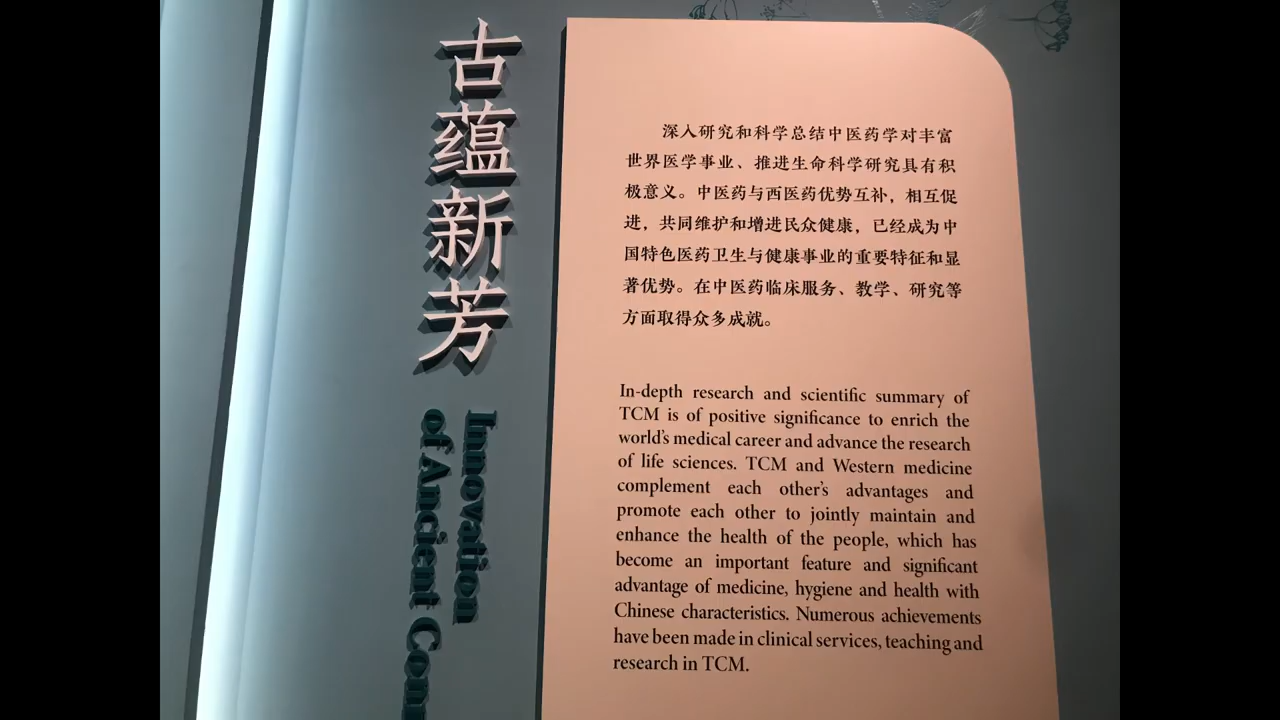 古蕴新芳
Innovation
of Ancient
深入研究和科学总结中医药学对丰富
世界医学事业、推进生命科学研究具有积
极意义。中医药与西医药优势互补，相互促
进，共同维护和增进民众健康，已经成为中
国特色医药卫生与健康事业的重要特征和显
著优势。在中医药临床服务、教学、研究等
方面取得众多成就。
In-depth research and scientific summary of
TCM is of positive significance to enrich the
world's medical career and advance the research
of life sciences. TCM and Western medicine
complement each other's advantages and
promote each other to jointly maintain and
enhance the health of the people, which has
become an important feature and significant
advantage of medicine, hygiene and health with
Chinese characteristics. Numerous achievements
have been made in clinical services, teaching and
research in TCM.